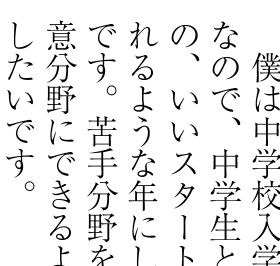 僕は中学校入学
なので、中学生と
の、いいスタート
れるような年にし
です。苦手分野を
意分野にできるよ
したいです。